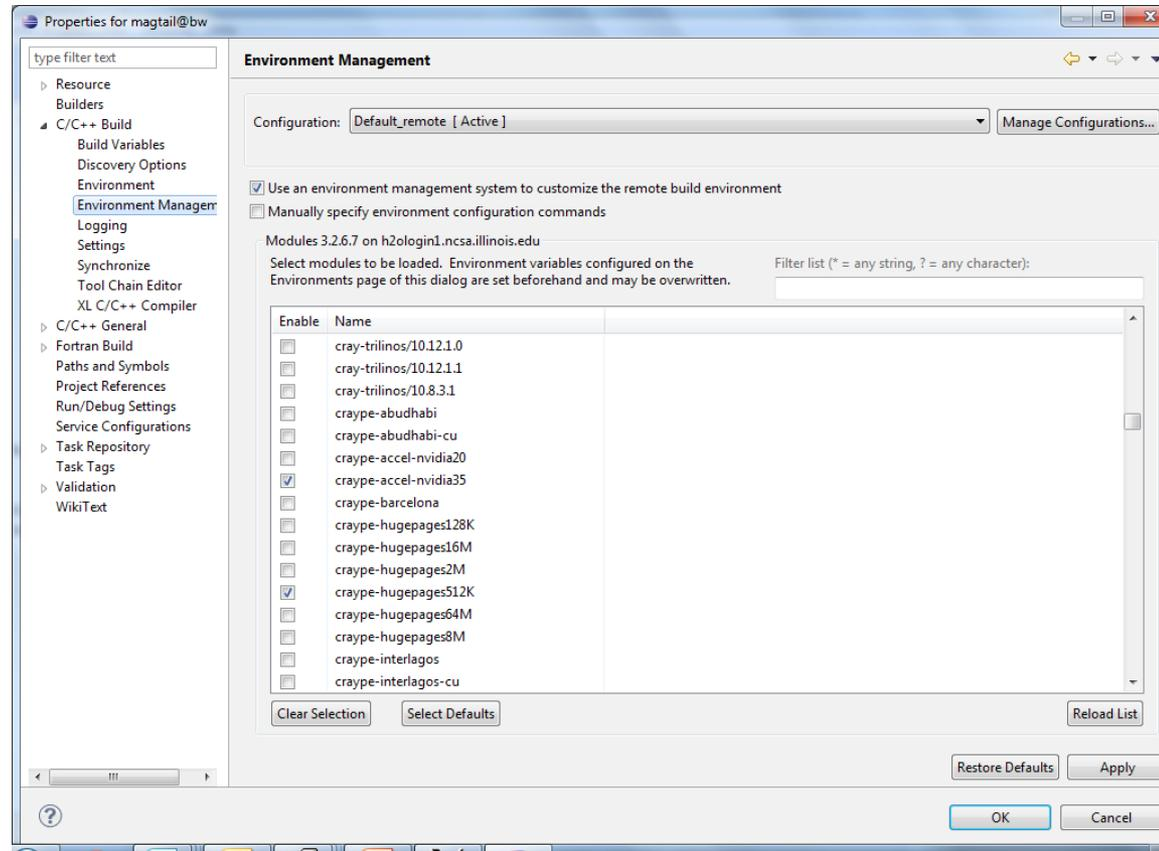 Properties for magtail@bw
type filter text
Resource
Builders
C/C++ Build
Build Variables
Discovery Options
Environment
Environment Managem
Logging
Settings
Synchronize
Tool Chain Editor
XL C/C++ Compiler
C/C++ General
Fortran Build
Paths and Symbols
Project References
Run/Debug Settings
Service Configurations
Task Repository
Task Tags
Validation
WikiText
Environment Management
Configuration: Default_remote [ Active ] Manage Configurations...
Use an environment management system to customize the remote build environment
Manually specify environment configuration commands
Modules 3.2.6.7 on h2ologin1.ncsa.illinois.edu
Select modules to be loaded. Environment variables configured on the
Environments page of this dialog are set beforehand and may be overwritten.
Filter list (* = any string, ? = any character):
Enable Name
cray-trilinos/10.12.1.0
cray-trilinos/10.12.1.1
cray-trilinos/10.8.3.1
craype-abudhabi
craype-abudhabi-cu
craype-accel-nvidia20
craype-accel-nvidia35
craype-barcelona
craype-hugepages128K
craype-hugepages16M
craype-hugepages2M
craype-hugepages512K
craype-hugepages64M
craype-hugepages8M
craype-interlagos
craype-interlagos-cu
Clear Selection Select Defaults Reload List
Restore Defaults Apply
OK Cancel